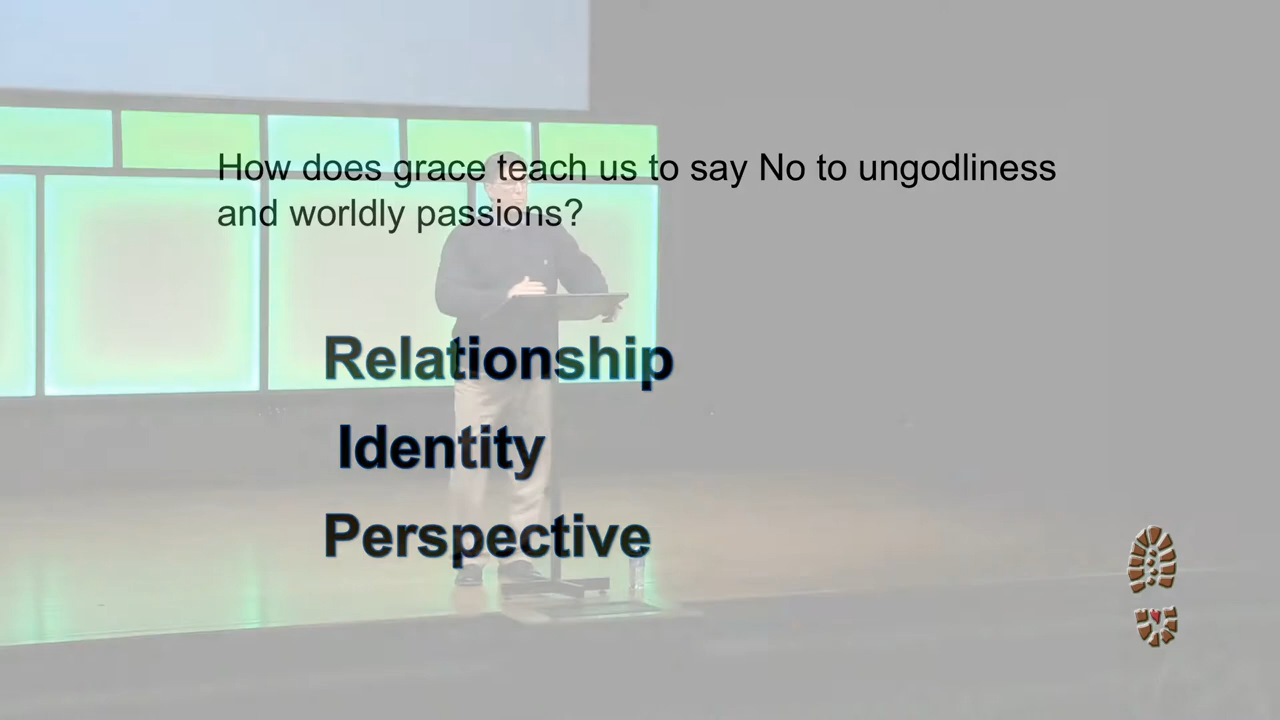 How does grace teach us to say No to ungodliness
and worldly passions?
Relationship
Identity
Perspective